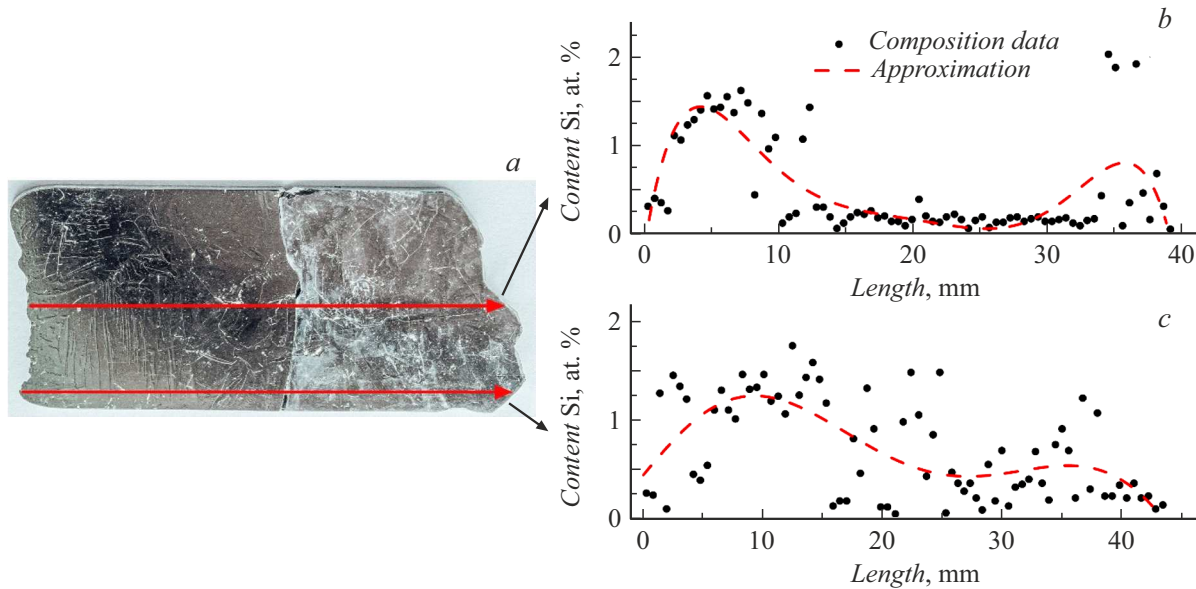 a
b
Content Si, at. %
2
1
0
Composition data
Approximation
0
10
20
30
40
Length, mm
c
Content Si, at. %
2
1
0
0
10
20
30
40
Length, mm